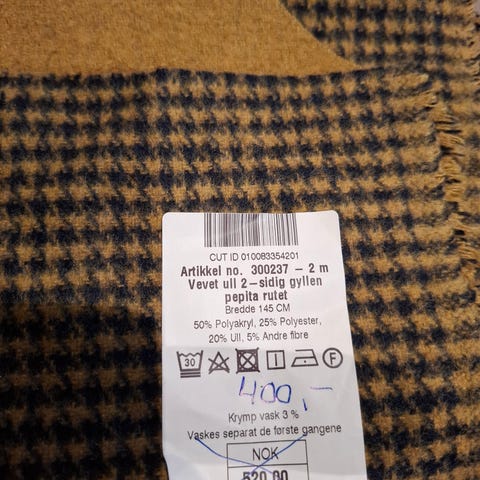 CUT ID 010083354201
Artikkel no. 300237 - 2 m
Vevet ull 2-sidig gyllen
pepita rutet
Bredde 145 CM
50% Polyakryl, 25% Polyester,
20% Ull, 5% Andre fibre
30 F
400,-
Krymp vask 3 %
Vaskes separat de første gangene
NOK
520.00